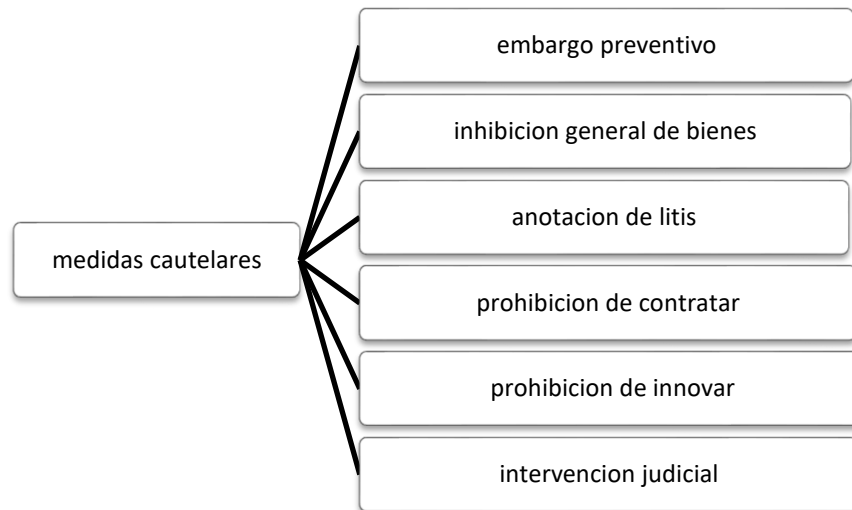 embargo preventivo
inhibicion general de bienes
anotacion de litis
medidas cautelares
prohibicion de contratar
prohibicion de innovar
intervencion judicial